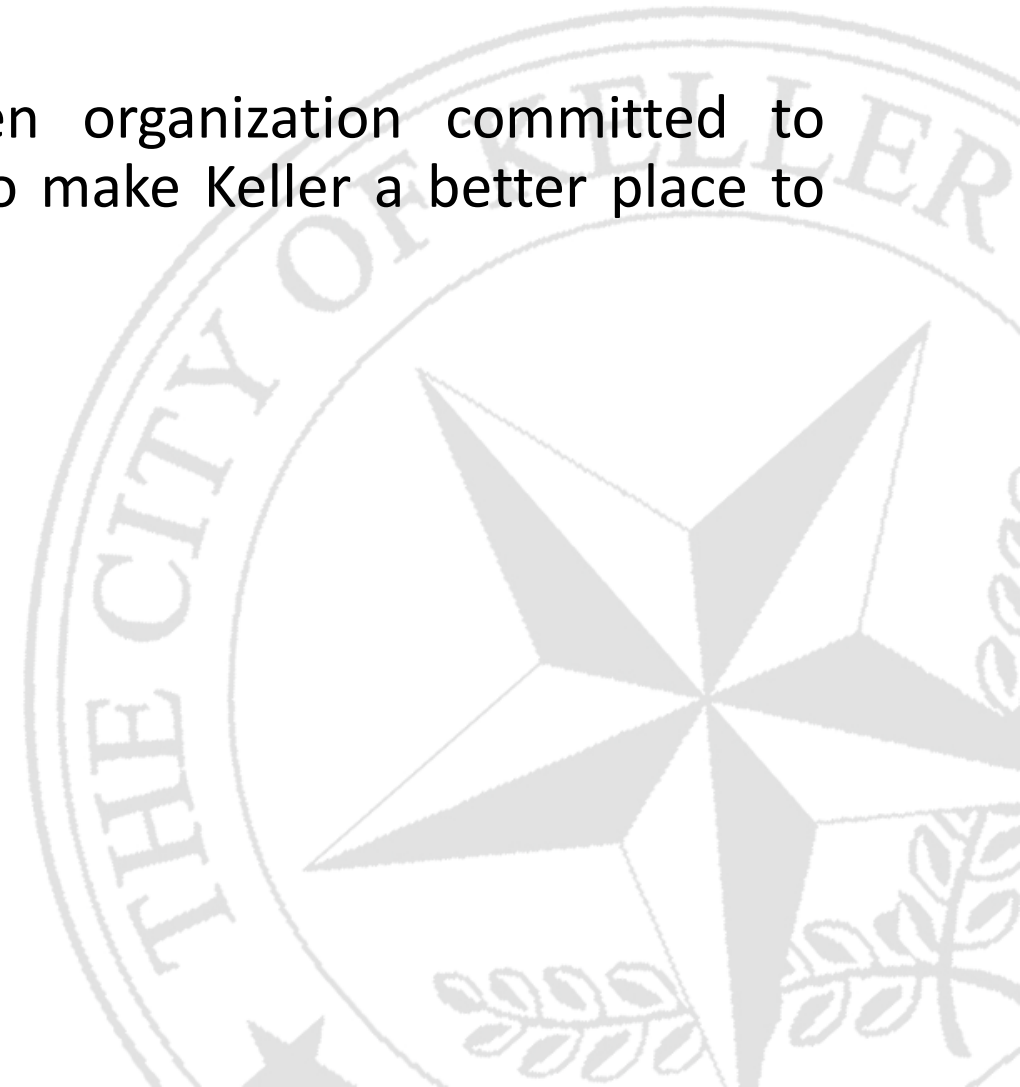 THE CITY OF KELLER
en organization committed to
o make Keller a better place to